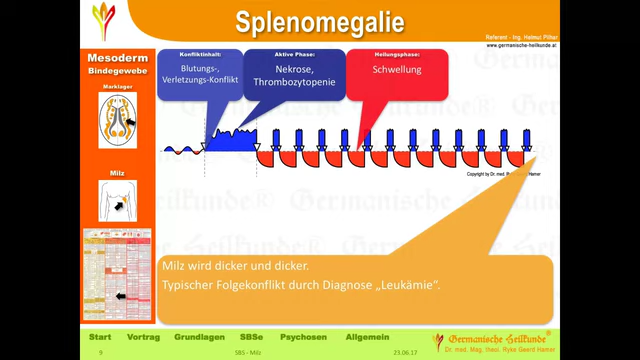 Splenomegalie
Referent - Ing. Helmut Pilhar
www.germanische-heilkunde.at
Mesoderm
Bindegewebe
Marklager
Milz
Konfliktinhalt:
Blutungs-,
Verletzungs-Konflikt
Aktive Phase:
Nekrose,
Thrombozytopenie
Heilungsphase:
Schwellung
Copyright by Dr. med. Ryke Geerd Hamer
Milz wird dicker und dicker.
Typischer Folgekonflikt durch Diagnose „Leukämie“.
Start Vortrag Grundlagen SBSe Psychosen Allgemein
9 SBS - Milz 23.06.17
Germanische Heilkunde®
Dr. med. Mag. theol. Ryke Geerd Hamer